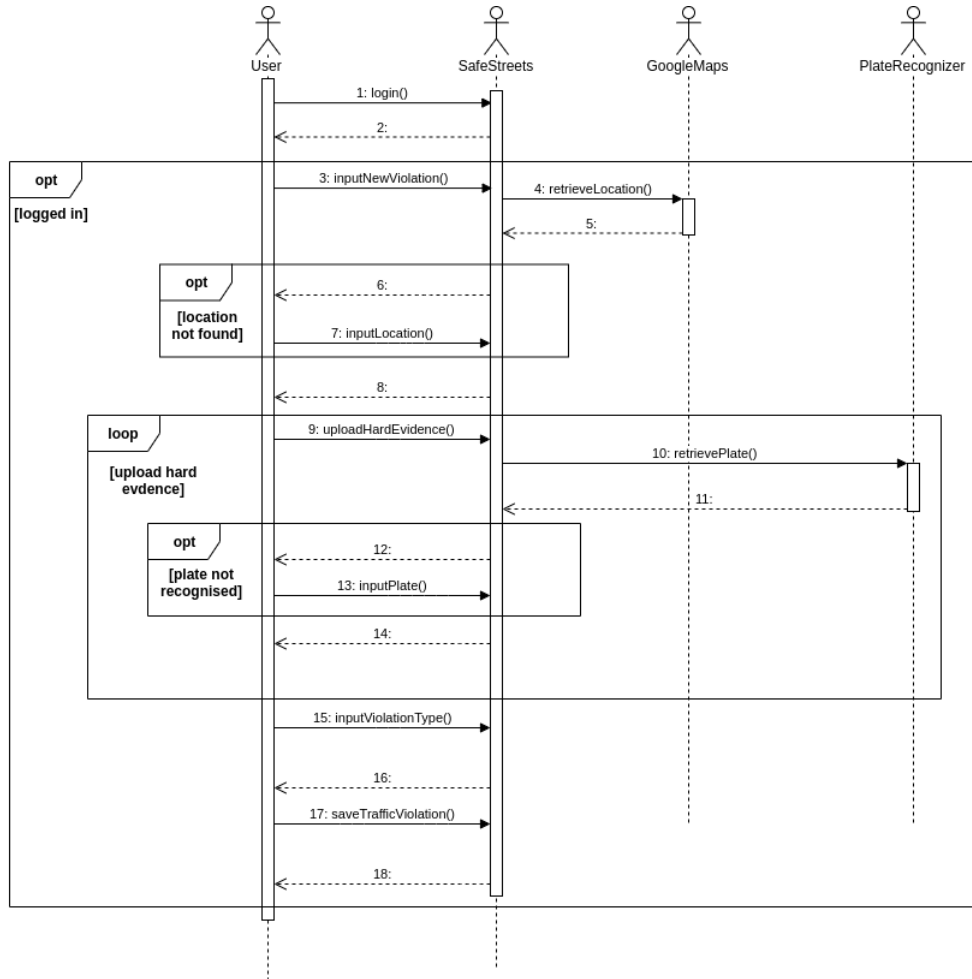 User
SafeStreets
GoogleMaps
PlateRecognizer
1: login()
2:
opt
[logged in]
3: inputNewViolation()
4: retrieveLocation()
5:
opt
[location
not found]
6:
7: inputLocation()
8:
loop
[upload hard
evdence]
9: uploadHardEvidence()
10: retrievePlate()
11:
opt
[plate not
recognised]
12:
13: inputPlate()
14:
15: inputViolationType()
16:
17: saveTrafficViolation()
18: